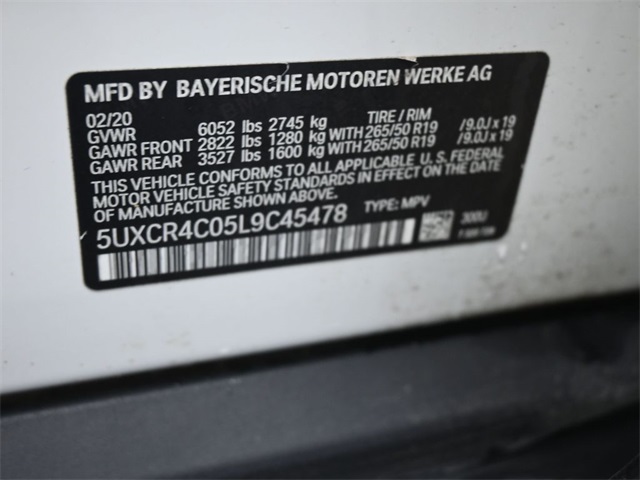 MFD BY BAYERISCHE MOTOREN WERKE AG
02/20 TIRE / RIM
GVWR 6052 lbs 2745 kg
GAWR FRONT 2822 lbs 1280 kg WITH 265/50 R19 /9.0J x 19
GAWR REAR 3527 lbs 1600 kg WITH 265/50 R19 /9.0J x 19
THIS VEHICLE CONFORMS TO ALL APPLICABLE U. S. FEDERAL
MOTOR VEHICLE SAFETY STANDARDS IN EFFECT ON THE
DATE OF MANUFACTURE SHOWN ABOVE.
5UXCR4C05L9C45478 TYPE: MPV
300U